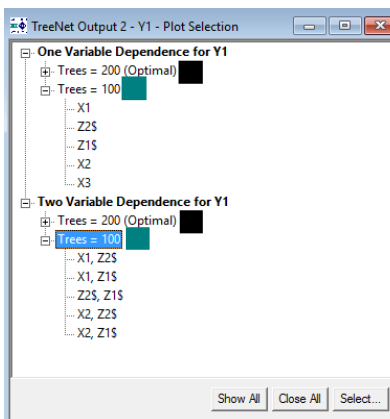 TreeNet Output 2 - Y1 - Plot Selection
One Variable Dependence for Y1
Trees = 200 (Optimal)
Trees = 100
X1
Z2$
Z1$
X2
X3
Two Variable Dependence for Y1
Trees = 200 (Optimal)
Trees = 100
X1, Z2$
X1, Z1$
Z2$, Z1$
X2, Z2$
X2, Z1$
Show All Close All Select...